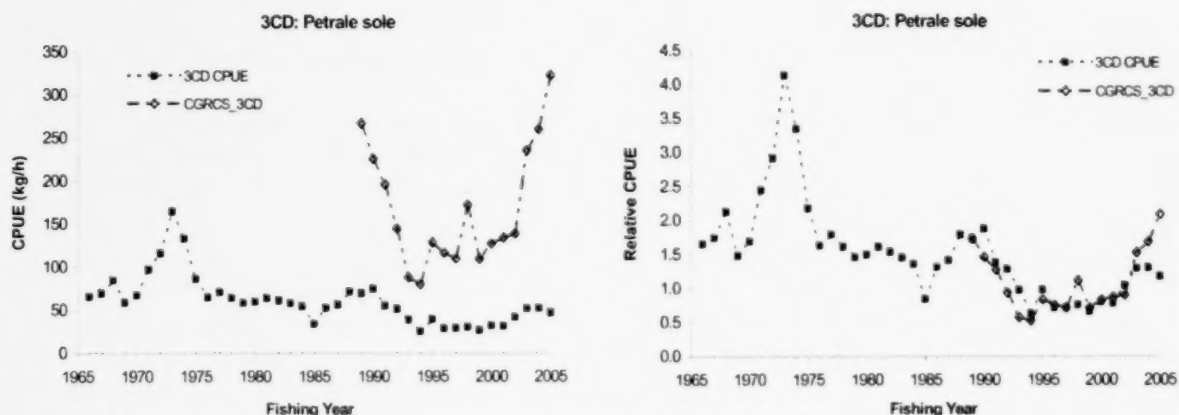 3CD: Petrale sole
CPUE (kg/h)
350
300
250
200
150
100
50
0
3CD CPUE
CGRCS_3CD
1965 1970 1975 1980 1985 1990 1995 2000 2005
Fishing Year
3CD: Petrale sole
Relative CPUE
4.5
4.0
3.5
3.0
2.5
2.0
1.5
1.0
0.5
0.0
3CD CPUE
CGRCS_3CD
1965 1970 1975 1980 1985 1990 1995 2000 2005
Fishing Year